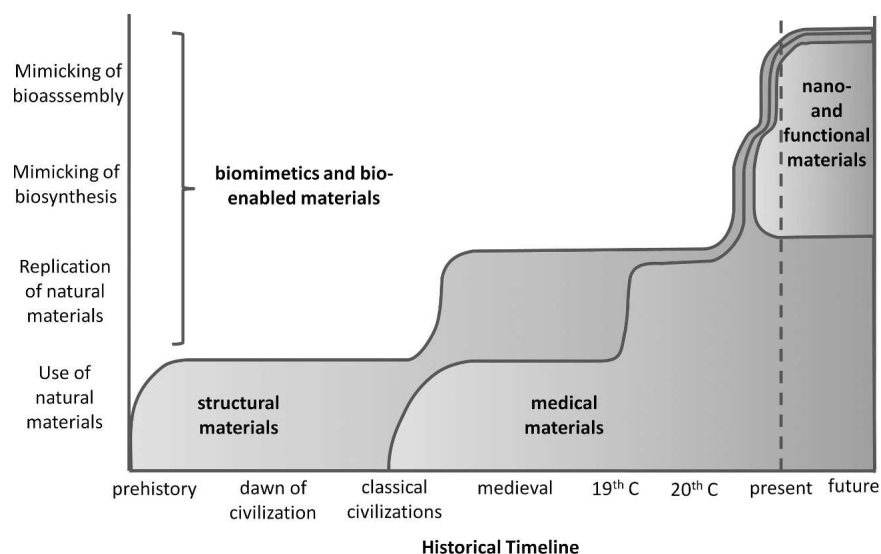 Mimicking of
bioasssembly
Mimicking of
biosynthesis
Replication
of natural
materials
Use of
natural
materials
biomimetics and bio-
enabled materials
nano-
and
functional
materials
structural
materials
medical
materials
prehistory
dawn of
civilization
classical
civilizations
medieval
19th C
20th C
present
future
Historical Timeline